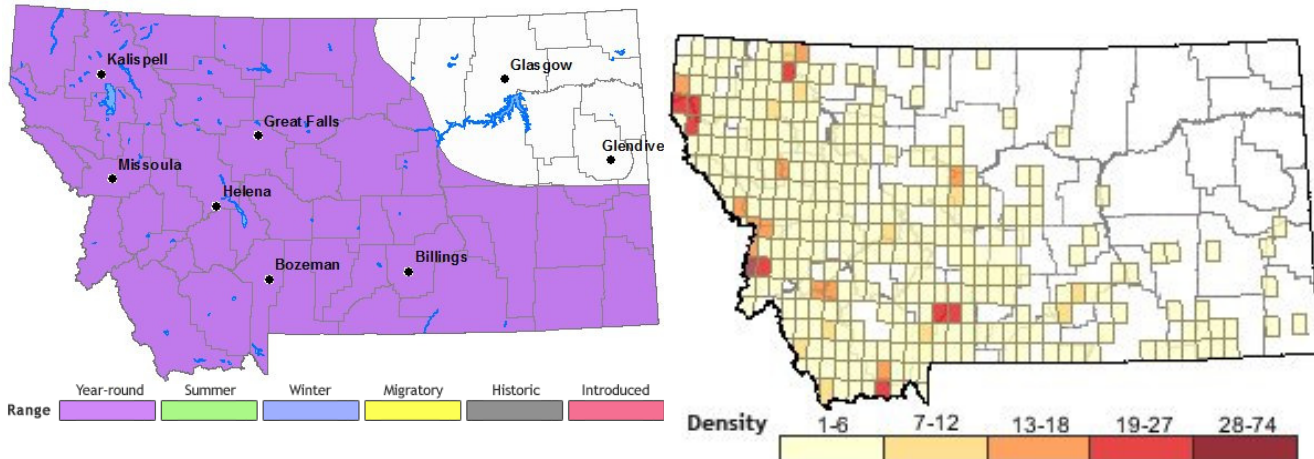 Kalispell
Glasgow
Great Falls
Glendive
Missoula
Helena
Bozeman
Billings
Range Year-round Summer Winter Migratory Historic Introduced
Density 1-6 7-12 13-18 19-27 28-74